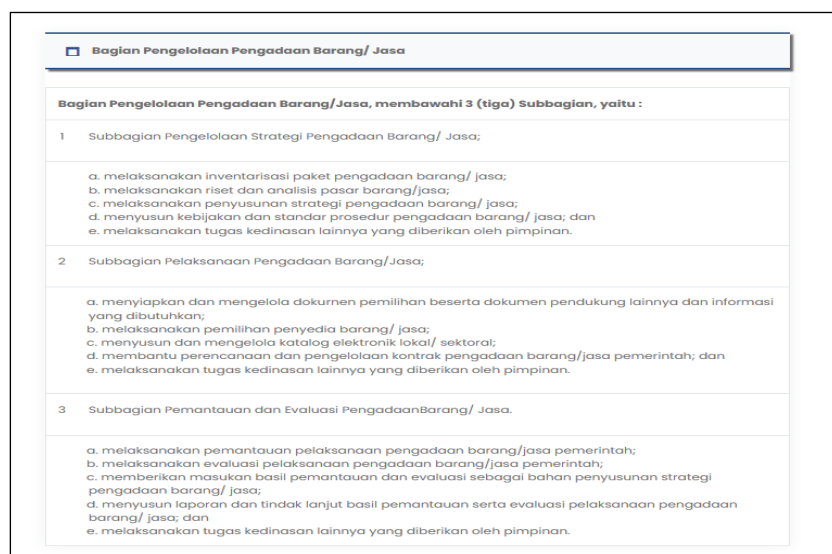 Bagian Pengelolaan Pengadaan Barang/ Jasa
Bagian Pengelolaan Pengadaan Barang/Jasa, membawahi 3 (tiga) Subbagian, yaitu :
1 Subbagian Pengelolaan Strategi Pengadaan Barang/ Jasa;
a. melaksanakan inventarisasi paket pengadaan barang/ jasa;
b. melaksanakan riset dan analisis pasar barang/jasa;
c. melaksanakan penyusunan strategi pengadaan barang/ jasa;
d. menyusun kebijakan dan standar prosedur pengadaan barang/ jasa; dan
e. melaksanakan tugas kedinasan lainnya yang diberikan oleh pimpinan.
2 Subbagian Pelaksanaan Pengadaan Barang/Jasa;
a. menyiapkan dan mengelola dokurnen pemilihan beserta dokumen pendukung lainnya dan informasi
yang dibutuhkan;
b. melaksanakan pemilihan penyedia barang/ jasa;
c. menyusun dan mengelola katalog elektronik lokal/ sektoral;
d. membantu perencanaan dan pengelolaan kontrak pengadaan barang/jasa pemerintah; dan
e. melaksanakan tugas kedinasan lainnya yang diberikan oleh pimpinan.
3 Subbagian Pemantauan dan Evaluasi PengadaanBarang/ Jasa.
a. melaksanakan pemantauan pelaksanaan pengadaan barang/jasa pemerintah;
b. melaksanakan evaluasi pelaksanaan pengadaan barang/jasa pemerintah;
c. memberikan masukan basil pemantauan dan evaluasi sebagai bahan penyusunan strategi
pengadaan barang/ jasa;
d. menyusun laporan dan tindak lanjut basil pemantauan serta evaluasi pelaksanaan pengadaan
barang/ jasa; dan
e. melaksanakan tugas kedinasan lainnya yang diberikan oleh pimpinan.